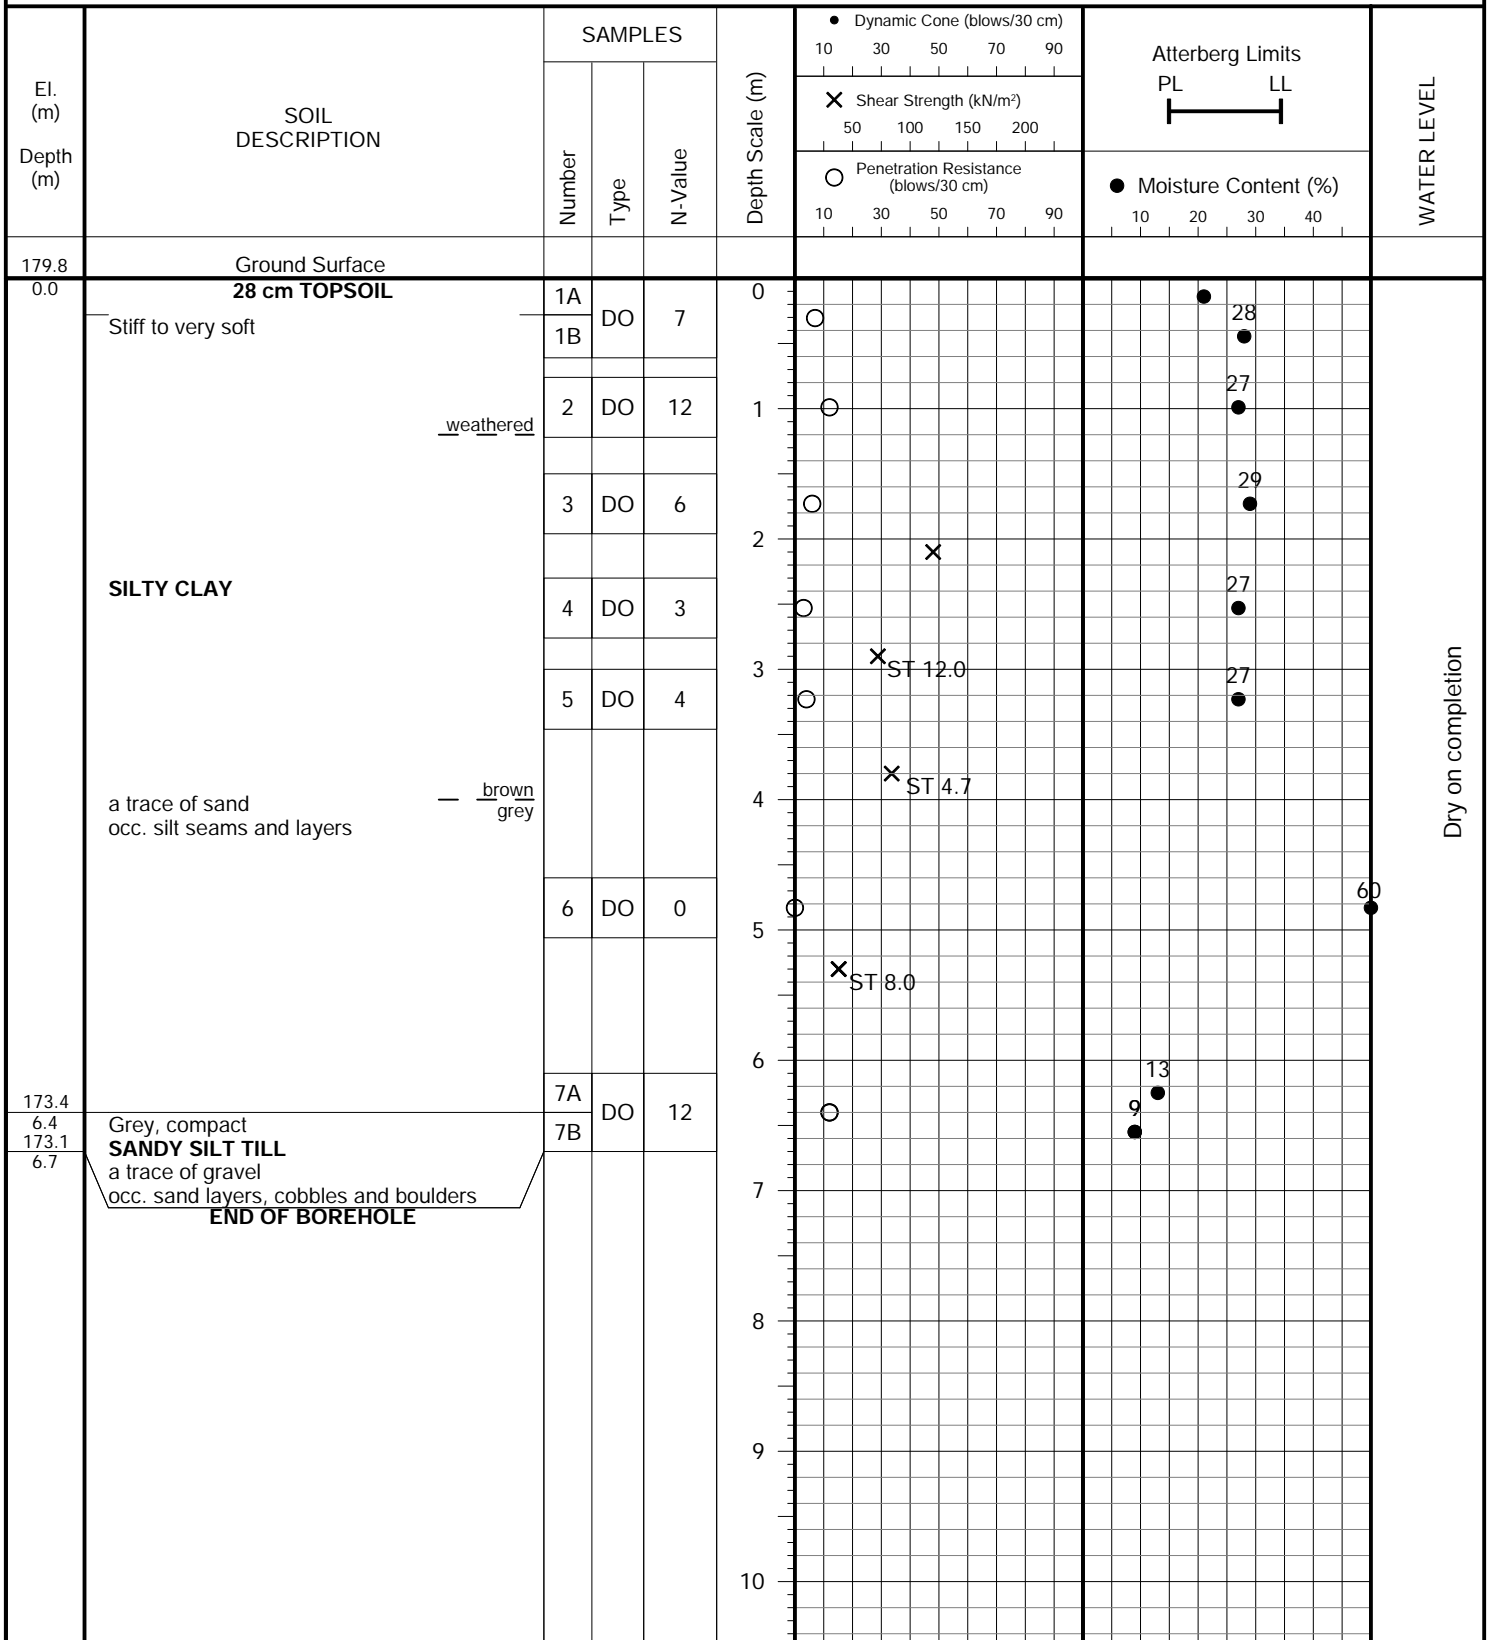 El.
(m)
Depth
(m)
SOIL
DESCRIPTION
SAMPLES
Number
Type
N-Value
Depth Scale (m)
Dynamic Cone (blows/30 cm)
10 30 50 70 90
Shear Strength (kN/m²)
50 100 150 200
Penetration Resistance
(blows/30 cm)
10 30 50 70 90
Atterberg Limits
PL LL
Moisture Content (%)
10 20 30 40
WATER LEVEL
179.8 Ground Surface
0.0 28 cm TOPSOIL 1A DO 7 0
Stiff to very soft 1B 28
2 DO 12 1 27
weathered
3 DO 6 29
2
SILTY CLAY
4 DO 3 27
3 ST 12.0
5 DO 4 27
ST 4.7
brown
a trace of sand 4
grey
occ. silt seams and layers
6 DO 0 60
5
ST 8.0
6
7A DO 12 13
173.4
6.4 Grey, compact 7B 9
173.1 SANDY SILT TILL
6.7 a trace of gravel
occ. sand layers, cobbles and boulders 7
END OF BOREHOLE
8
9
10
Dry on completion